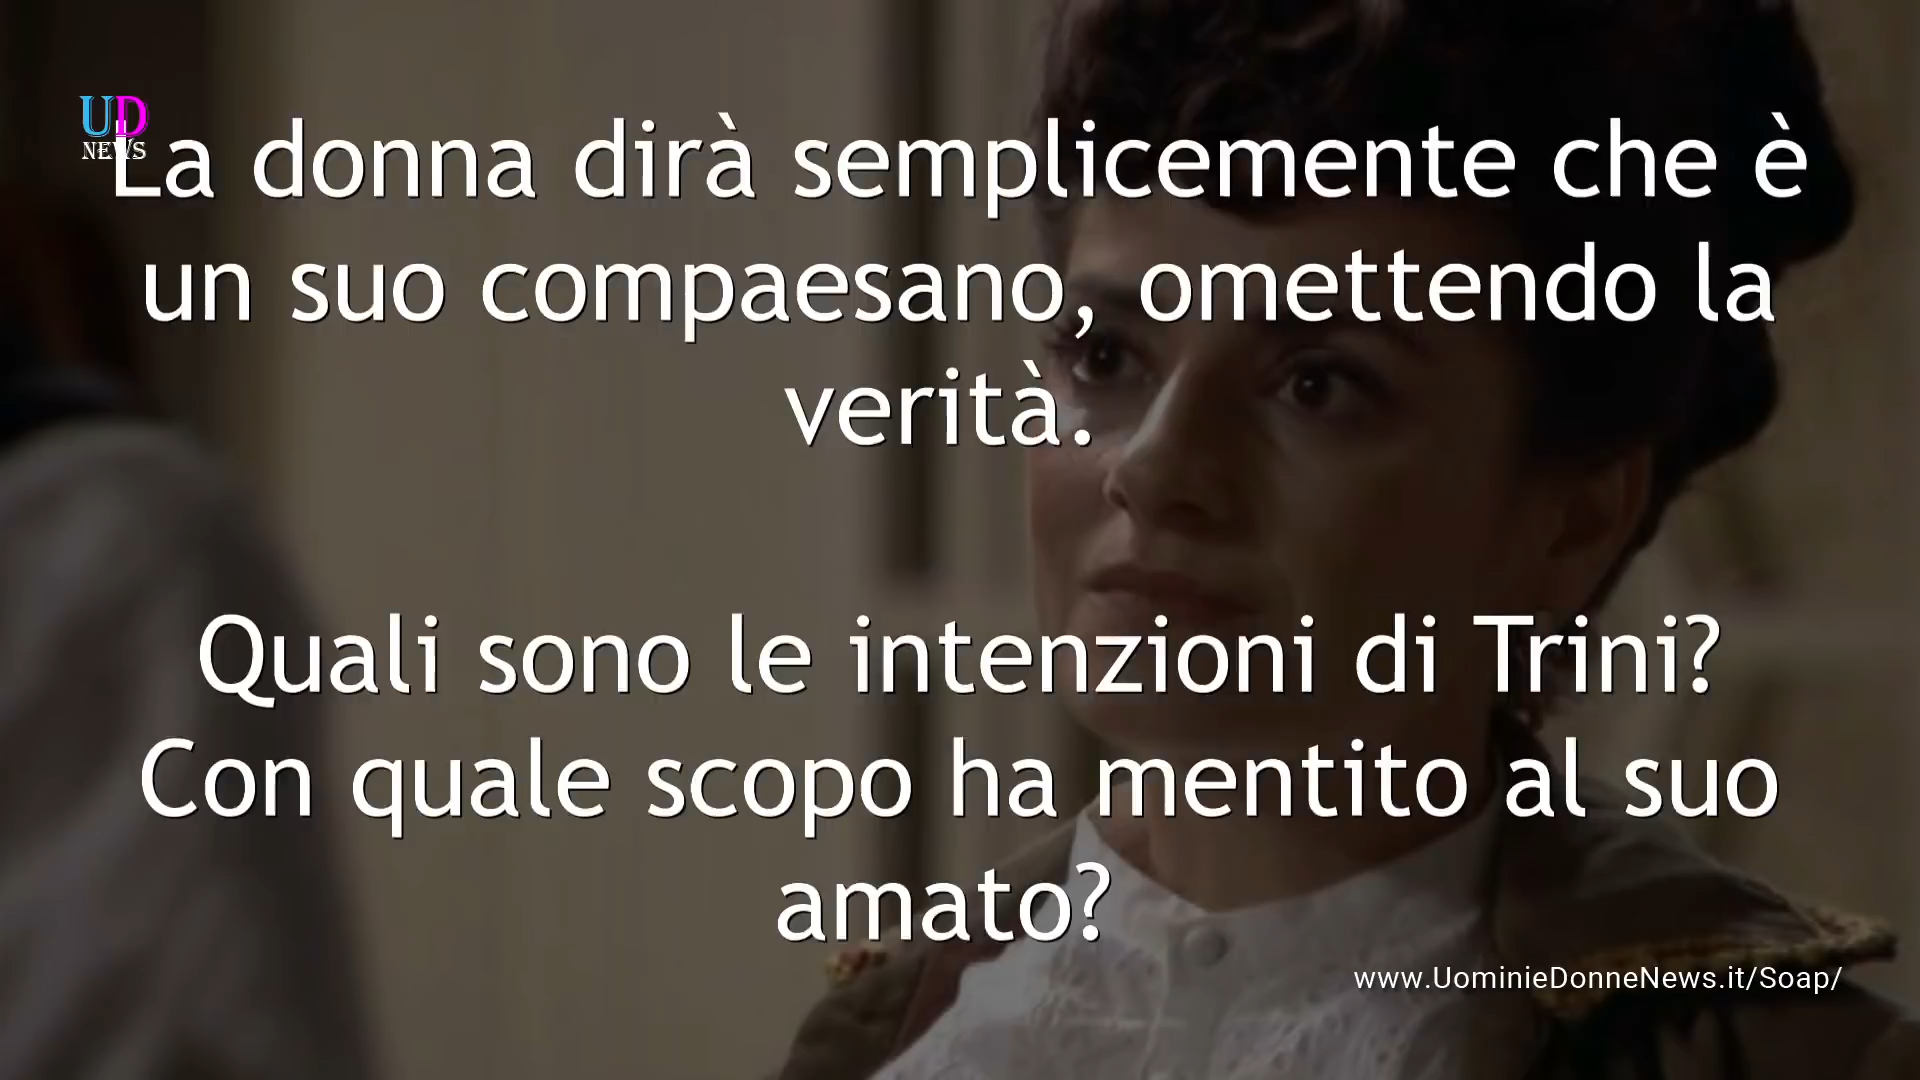 UD
NEWS
La donna dirà semplicemente che è
un suo compaesano, omettendo la
verità.
Quali sono le intenzioni di Trini?
Con quale scopo ha mentito al suo
amato?
www.UominieDonneNews.it/Soap/